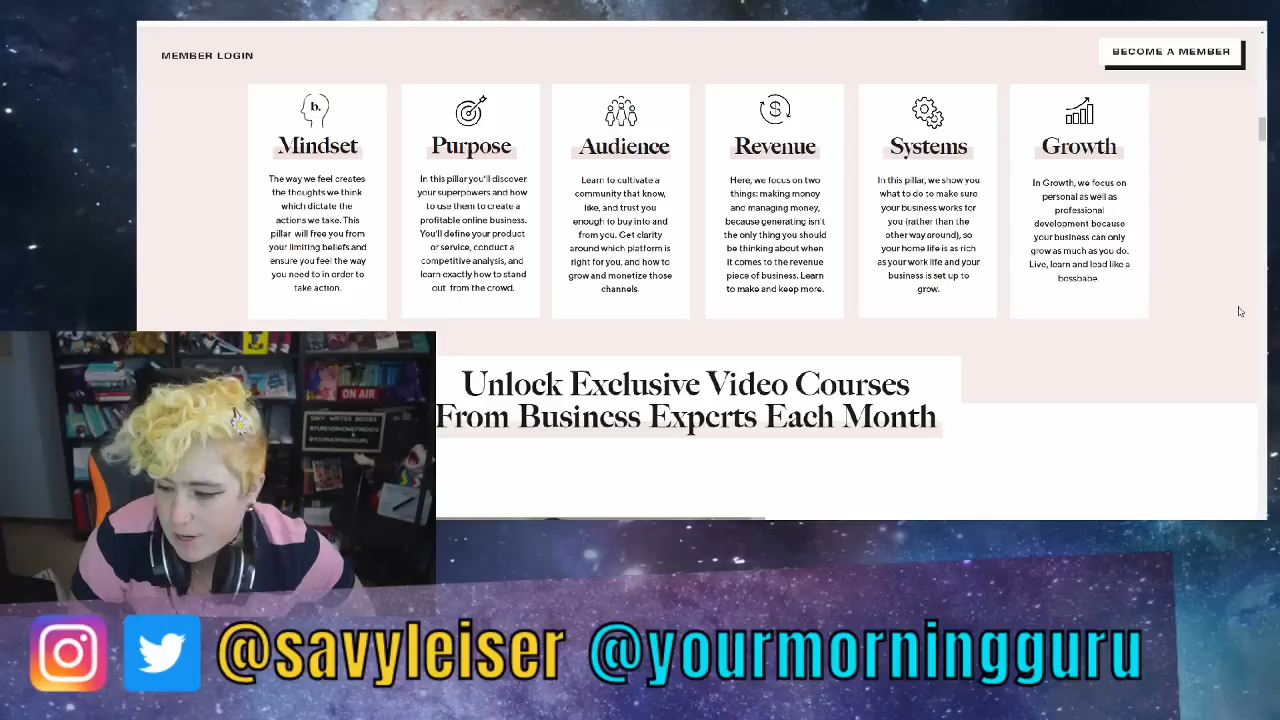 MEMBER LOGIN
BECOME A MEMBER
b.
Mindset
The way we feel creates
the thoughts we think
which dictate the
actions we take. This
pillar will free you from
your limiting beliefs and
ensure you feel the way
you need to in order to
take action.
Purpose
In this pillar you'll discover
your superpowers and how
to use them to create a
profitable online business.
You'll define your product
or service, conduct a
competitive analysis, and
learn exactly how to stand
out from the crowd.
Audience
Learn to cultivate a
community that know,
like, and trust you
enough to buy into and
from you. Get clarity
around which platform is
right for you, and how to
grow and monetize those
channels.
$
Revenue
Here, we focus on two
things: making money
and managing money,
because generating isn't
the only thing you should
be thinking about when
it comes to the revenue
piece of business. Learn
to make and keep more.
Systems
In this pillar, we show you
what to do to make sure
your business works for
you (rather than the
other way around), so
your home life is as rich
as your work life and your
business is set up to
grow.
Growth
In Growth, we focus on
personal as well as
professional
development because
your business can only
grow as much as you do.
Live, learn and lead like a
bossbabe.
Unlock Exclusive Video Courses
From Business Experts Each Month
ON AIR
SAVY WRITES BOOKS
@FUREVERHOMEFRIENDS
@YOURMORNINGGURU
@savyleiser @yourmorningguru